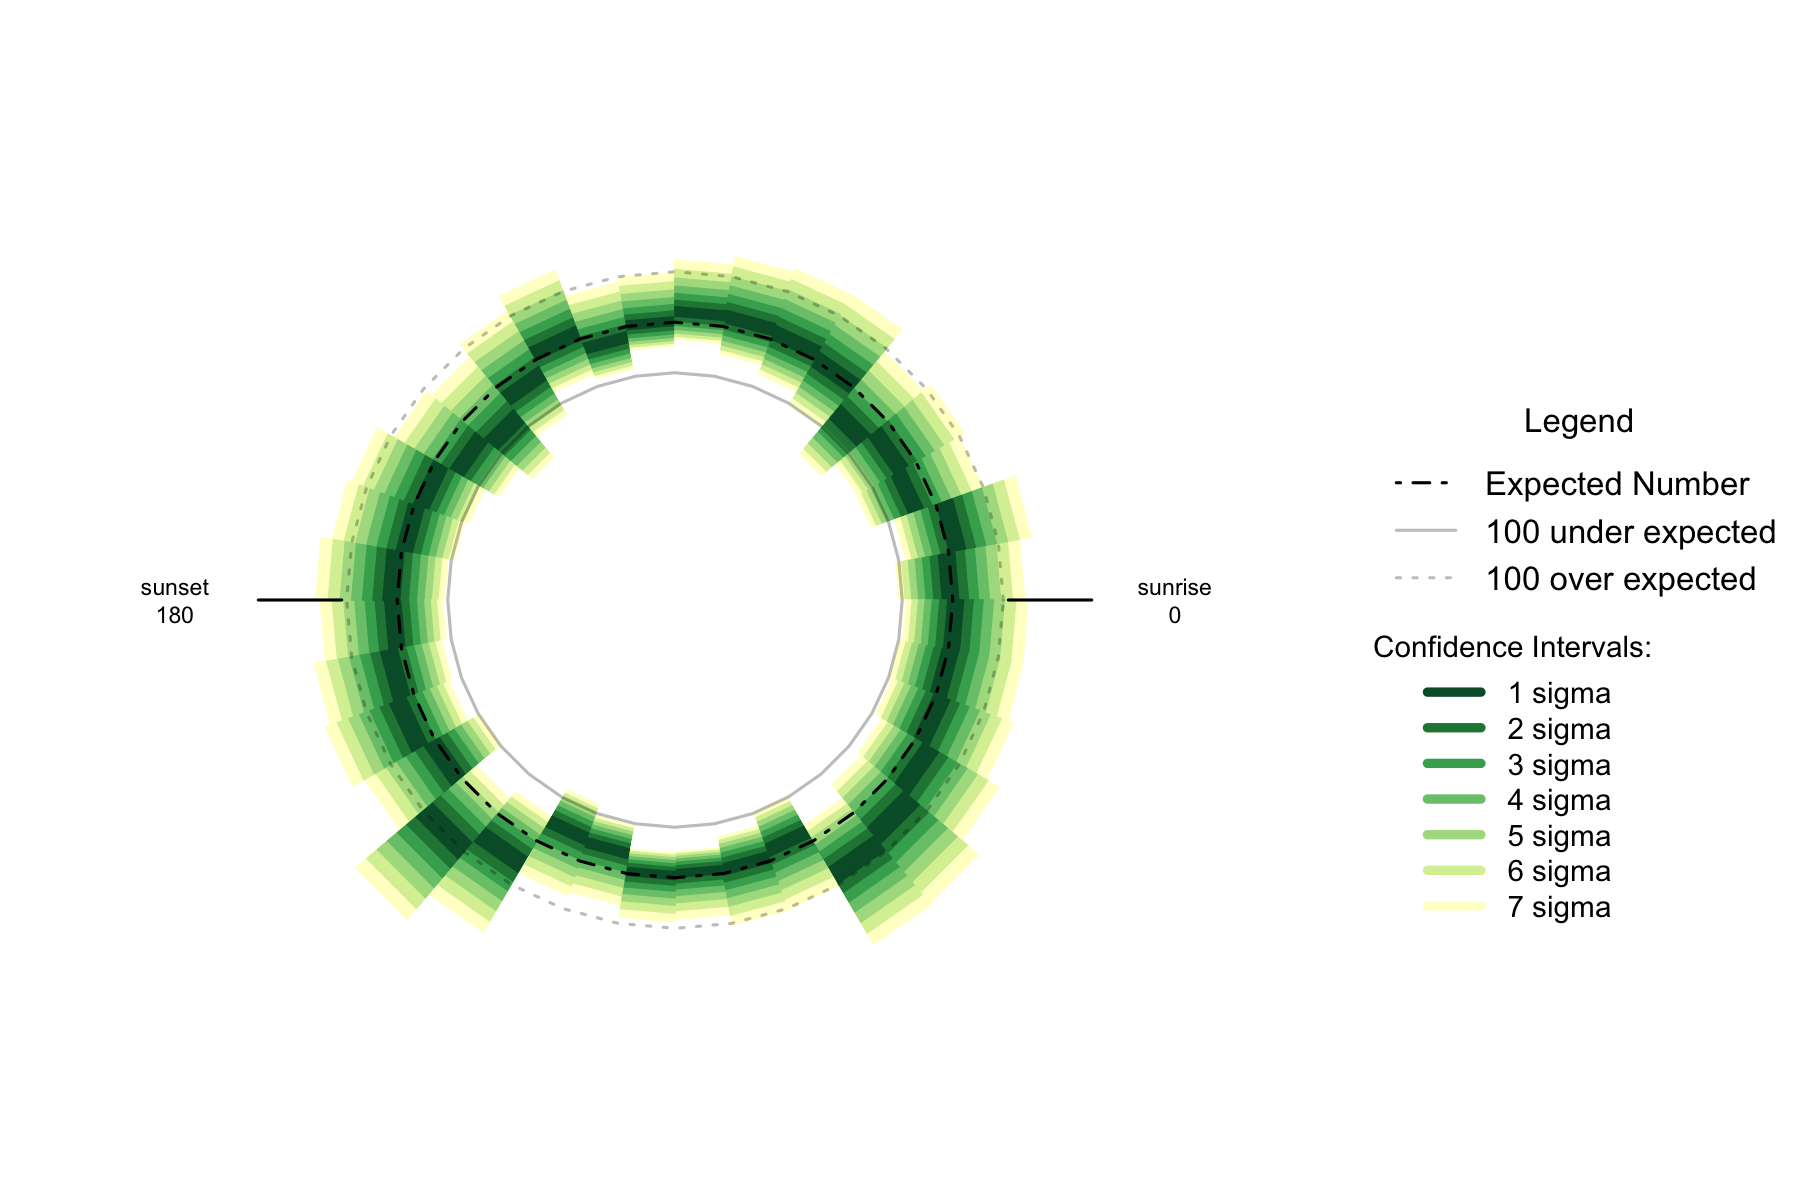 sunset
180
sunrise
0
Legend
Expected Number
100 under expected
100 over expected
Confidence Intervals:
1 sigma
2 sigma
3 sigma
4 sigma
5 sigma
6 sigma
7 sigma